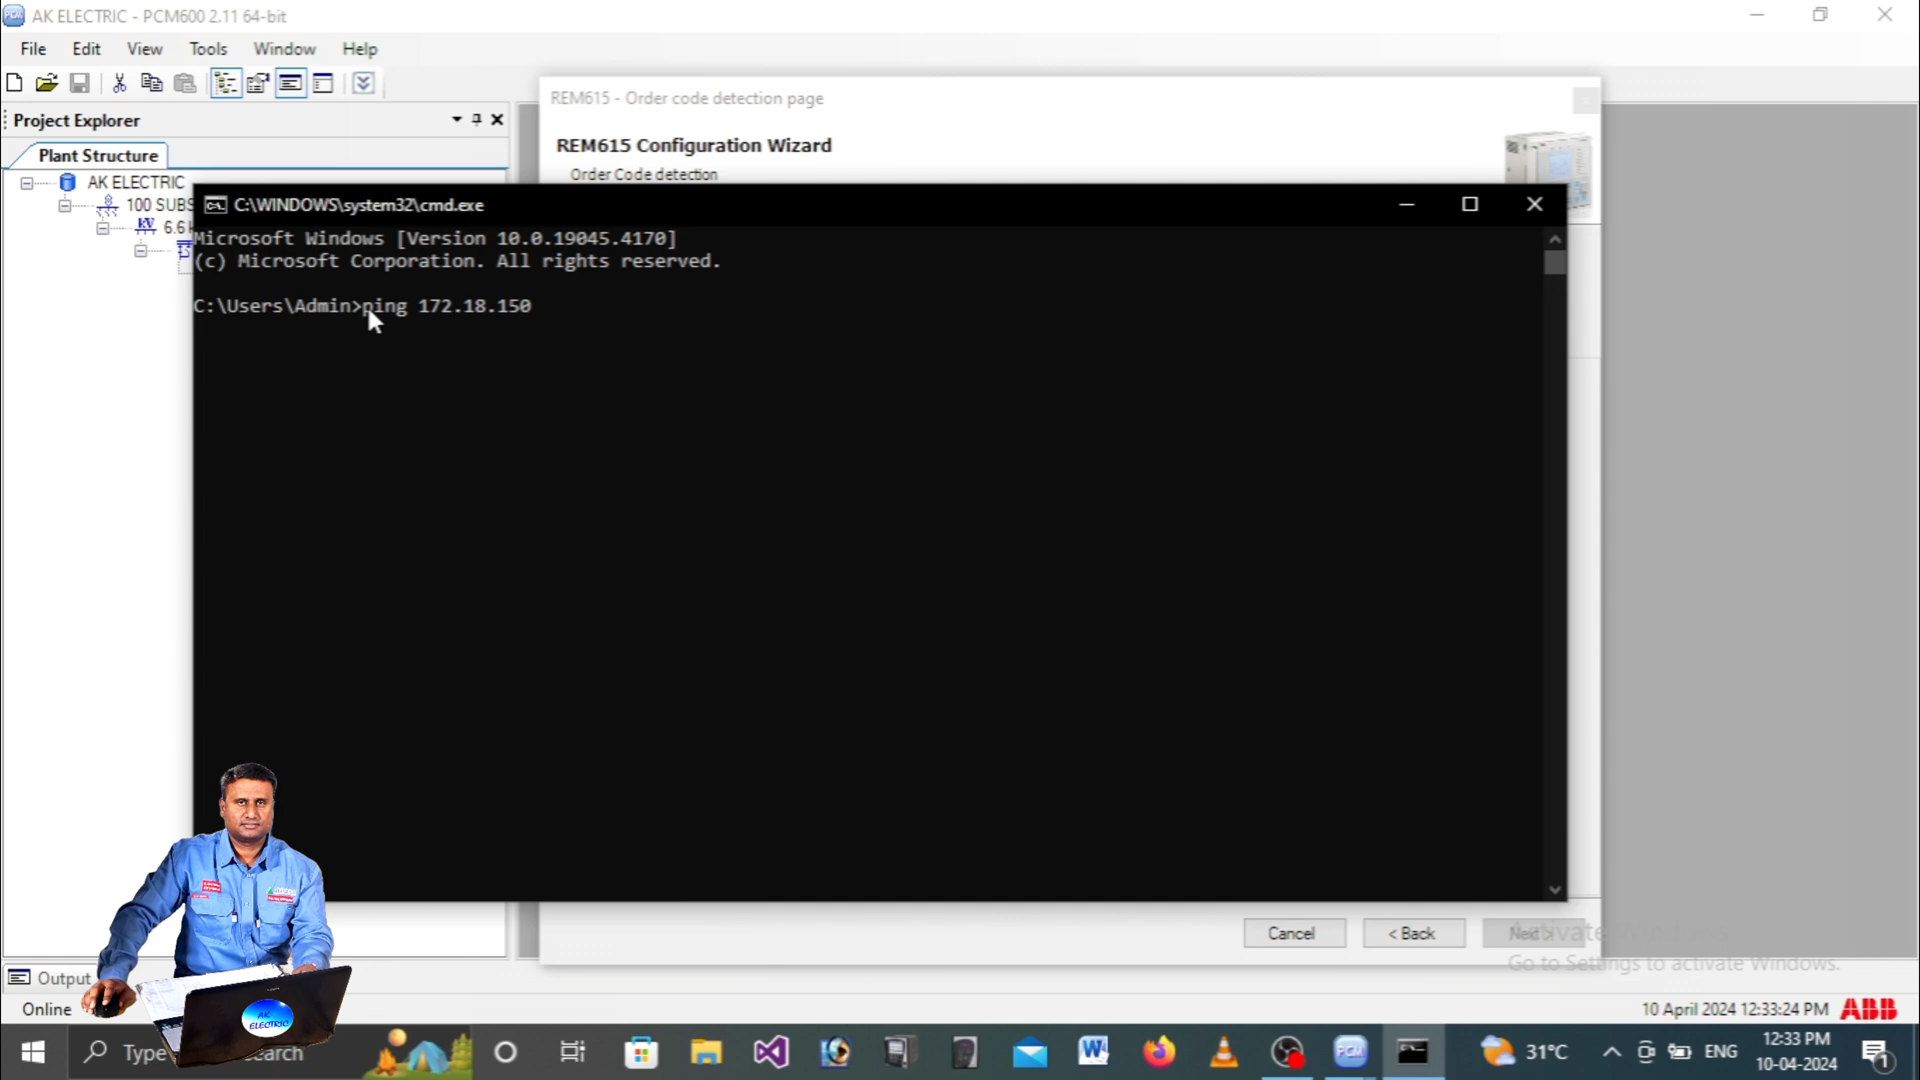 AK ELECTRIC - PCM600 2.11 64-bit
File Edit View Tools Window Help
Project Explorer
Plant Structure
AK ELECTRIC
100 SUBS
6.6
REM615 - Order code detection page
REM615 Configuration Wizard
Order Code detection
C:\WINDOWS\system32\cmd.exe
Microsoft Windows [Version 10.0.19045.4170]
(c) Microsoft Corporation. All rights reserved.
C:\Users\Admin>ping 172.18.150
Cancel < Back Next >
Go to Settings to activate Windows.
Output
Online
AK
ELECTRIC
10 April 2024 12:33:24 PM ABB
Type
31°C ENG 12:33 PM
10-04-2024
1